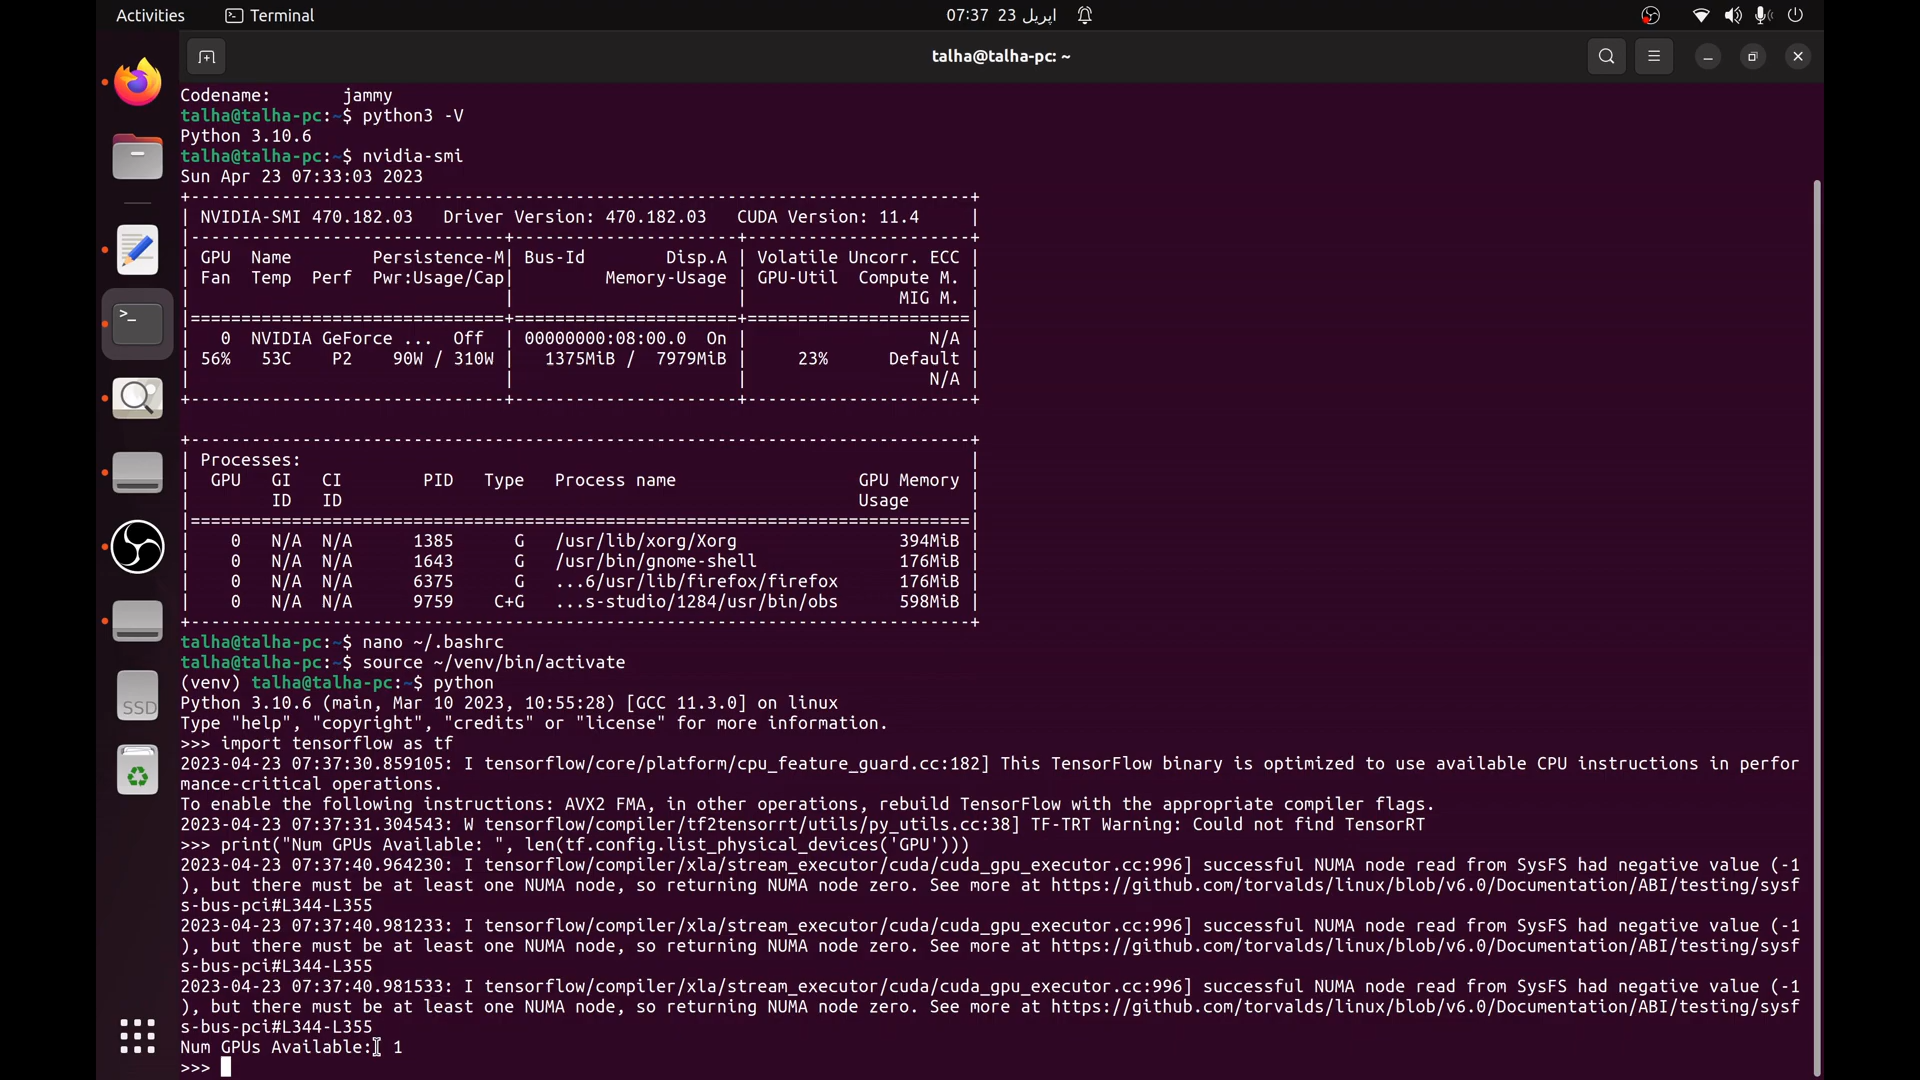 Activities
Terminal
اپریل 23 07:37
talha@talha-pc: ~
Codename:       jammy
talha@talha-pc:~$ python3 -V
Python 3.10.6
talha@talha-pc:~$ nvidia-smi
Sun Apr 23 07:33:03 2023
+-----------------------------------------------------------------------------+
| NVIDIA-SMI 470.182.03   Driver Version: 470.182.03   CUDA Version: 11.4     |
|-------------------------------+----------------------+----------------------+
| GPU  Name        Persistence-M| Bus-Id        Disp.A | Volatile Uncorr. ECC |
| Fan  Temp  Perf  Pwr:Usage/Cap|         Memory-Usage | GPU-Util  Compute M. |
|                               |                      |               MIG M. |
|===============================+======================+======================|
|   0  NVIDIA GeForce ...  Off  | 00000000:08:00.0  On |                  N/A |
| 56%   53C    P2    90W / 310W |   1375MiB /  7979MiB |     23%      Default |
|                               |                      |                  N/A |
+-------------------------------+----------------------+----------------------+
+-----------------------------------------------------------------------------+
| Processes:                                                                  |
|  GPU   GI   CI        PID   Type   Process name                  GPU Memory |
|        ID   ID                                                   Usage      |
|=============================================================================|
|    0   N/A  N/A      1385      G   /usr/lib/xorg/Xorg                394MiB |
|    0   N/A  N/A      1643      G   /usr/bin/gnome-shell              176MiB |
|    0   N/A  N/A      6375      G   ...6/usr/lib/firefox/firefox      176MiB |
|    0   N/A  N/A      9759    C+G   ...s-studio/1284/usr/bin/obs      598MiB |
+-----------------------------------------------------------------------------+
talha@talha-pc:~$ nano ~/.bashrc
talha@talha-pc:~$ source ~/venv/bin/activate
(venv) talha@talha-pc:~$ python
Python 3.10.6 (main, Mar 10 2023, 10:55:28) [GCC 11.3.0] on linux
Type "help", "copyright", "credits" or "license" for more information.
>>> import tensorflow as tf
2023-04-23 07:37:30.859105: I tensorflow/core/platform/cpu_feature_guard.cc:182] This TensorFlow binary is optimized to use available CPU instructions in perfor
mance-critical operations.
To enable the following instructions: AVX2 FMA, in other operations, rebuild TensorFlow with the appropriate compiler flags.
2023-04-23 07:37:31.304543: W tensorflow/compiler/tf2tensorrt/utils/py_utils.cc:38] TF-TRT Warning: Could not find TensorRT
>>> print("Num GPUs Available: ", len(tf.config.list_physical_devices('GPU')))
2023-04-23 07:37:40.964230: I tensorflow/compiler/xla/stream_executor/cuda/cuda_gpu_executor.cc:996] successful NUMA node read from SysFS had negative value (-1
), but there must be at least one NUMA node, so returning NUMA node zero. See more at https://github.com/torvalds/linux/blob/v6.0/Documentation/ABI/testing/sysf
s-bus-pci#L344-L355
2023-04-23 07:37:40.981233: I tensorflow/compiler/xla/stream_executor/cuda/cuda_gpu_executor.cc:996] successful NUMA node read from SysFS had negative value (-1
), but there must be at least one NUMA node, so returning NUMA node zero. See more at https://github.com/torvalds/linux/blob/v6.0/Documentation/ABI/testing/sysf
s-bus-pci#L344-L355
2023-04-23 07:37:40.981533: I tensorflow/compiler/xla/stream_executor/cuda/cuda_gpu_executor.cc:996] successful NUMA node read from SysFS had negative value (-1
), but there must be at least one NUMA node, so returning NUMA node zero. See more at https://github.com/torvalds/linux/blob/v6.0/Documentation/ABI/testing/sysf
s-bus-pci#L344-L355
Num GPUs Available:  1
>>>
SSD